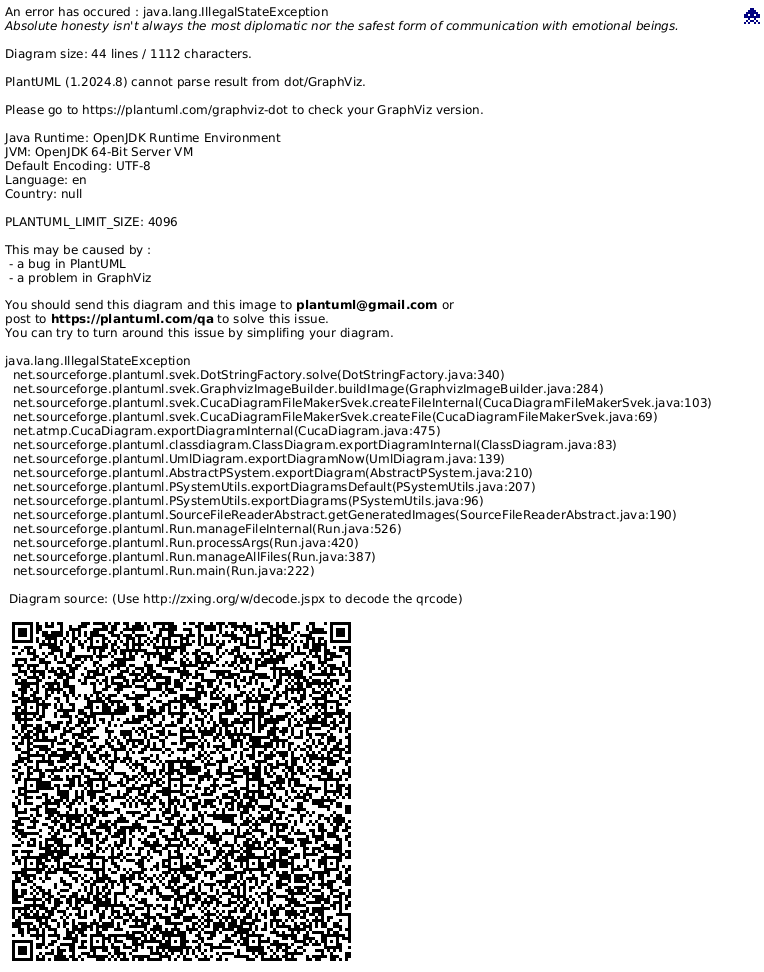 An error has occured : java.lang.IllegalStateException
Absolute honesty isn't always the most diplomatic nor the safest form of communication with emotional beings.
Diagram size: 44 lines / 1112 characters.
PlantUML (1.2024.8) cannot parse result from dot/GraphViz.
Please go to https://plantuml.com/graphviz-dot to check your GraphViz version.
Java Runtime: OpenJDK Runtime Environment
JVM: OpenJDK 64-Bit Server VM
Default Encoding: UTF-8
Language: en
Country: null
PLANTUML_LIMIT_SIZE: 4096
This may be caused by :
- a bug in PlantUML
- a problem in GraphViz
You should send this diagram and this image to plantuml@gmail.com or
post to https://plantuml.com/qa to solve this issue.
You can try to turn around this issue by simplifing your diagram.
java.lang.IllegalStateException
net.sourceforge.plantuml.svek.DotStringFactory.solve(DotStringFactory.java:340)
net.sourceforge.plantuml.svek.GraphvizImageBuilder.buildImage(GraphvizImageBuilder.java:284)
net.sourceforge.plantuml.svek.CucaDiagramFileMakerSvek.createFileInternal(CucaDiagramFileMakerSvek.java:103)
net.sourceforge.plantuml.svek.CucaDiagramFileMakerSvek.createFile(CucaDiagramFileMakerSvek.java:69)
net.atmp.CucaDiagram.exportDiagramInternal(CucaDiagram.java:475)
net.sourceforge.plantuml.classdiagram.ClassDiagram.exportDiagramInternal(ClassDiagram.java:83)
net.sourceforge.plantuml.UmlDiagram.exportDiagramNow(UmlDiagram.java:139)
net.sourceforge.plantuml.AbstractPSystem.exportDiagram(AbstractPSystem.java:210)
net.sourceforge.plantuml.PSystemUtils.exportDiagramsDefault(PSystemUtils.java:207)
net.sourceforge.plantuml.PSystemUtils.exportDiagrams(PSystemUtils.java:96)
net.sourceforge.plantuml.SourceFileReaderAbstract.getGeneratedImages(SourceFileReaderAbstract.java:190)
net.sourceforge.plantuml.Run.manageFileInternal(Run.java:526)
net.sourceforge.plantuml.Run.processArgs(Run.java:420)
net.sourceforge.plantuml.Run.manageAllFiles(Run.java:387)
net.sourceforge.plantuml.Run.main(Run.java:222)
Diagram source: (Use http://zxing.org/w/decode.jspx to decode the qrcode)